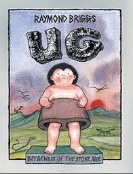 RAYMOND BRIGGS
UG
BOY GENIUS OF THE STONE AGE